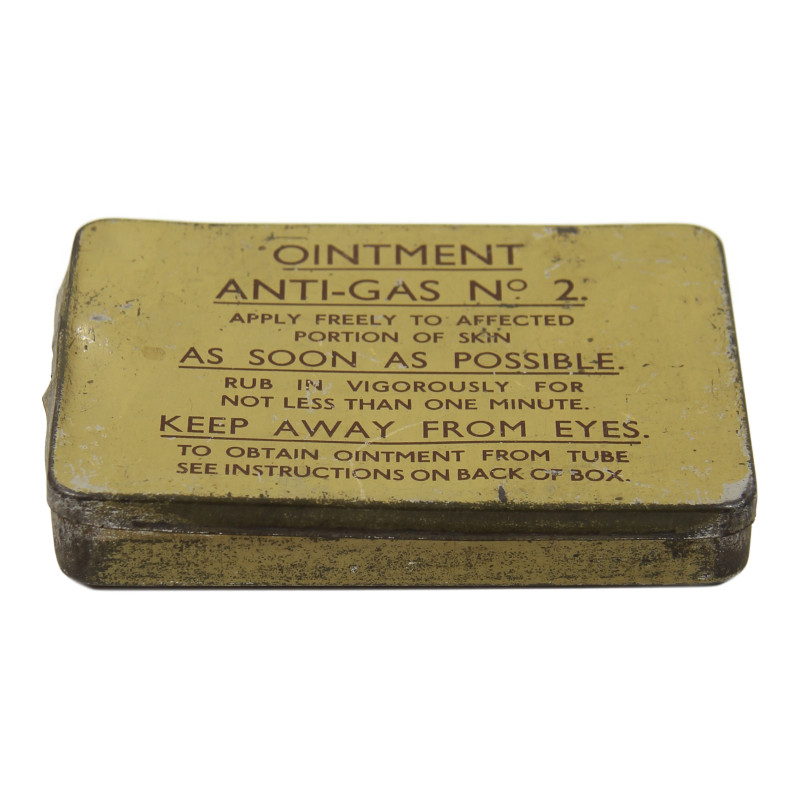 OINTMENT
ANTI-GAS Nº 2.
APPLY FREELY TO AFFECTED
PORTION OF SKIN
AS SOON AS POSSIBLE.
RUB IN VIGOROUSLY FOR
NOT LESS THAN ONE MINUTE.
KEEP AWAY FROM EYES.
TO OBTAIN OINTMENT FROM TUBE
SEE INSTRUCTIONS ON BACK OF BOX.